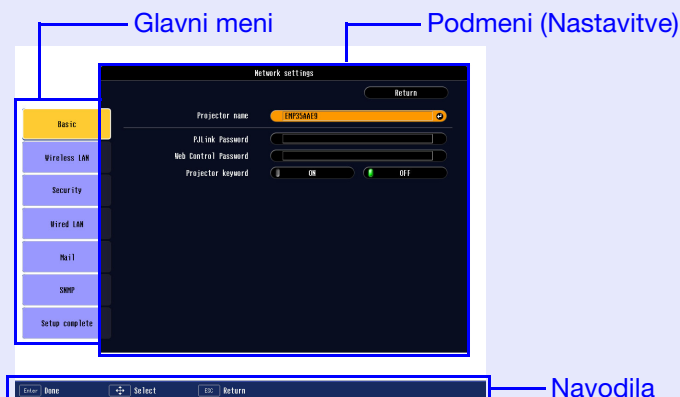 Glavni meni
Podmeni (Nastavitve)
Network settings
Return
Projector name EMP35AAE9
PJLink Password
Web Control Password
Projector keyword ON OFF
Basic
Wireless LAN
Security
Wired LAN
Mail
SNMP
Setup complete
Enter Done Select ESC Return
Navodila